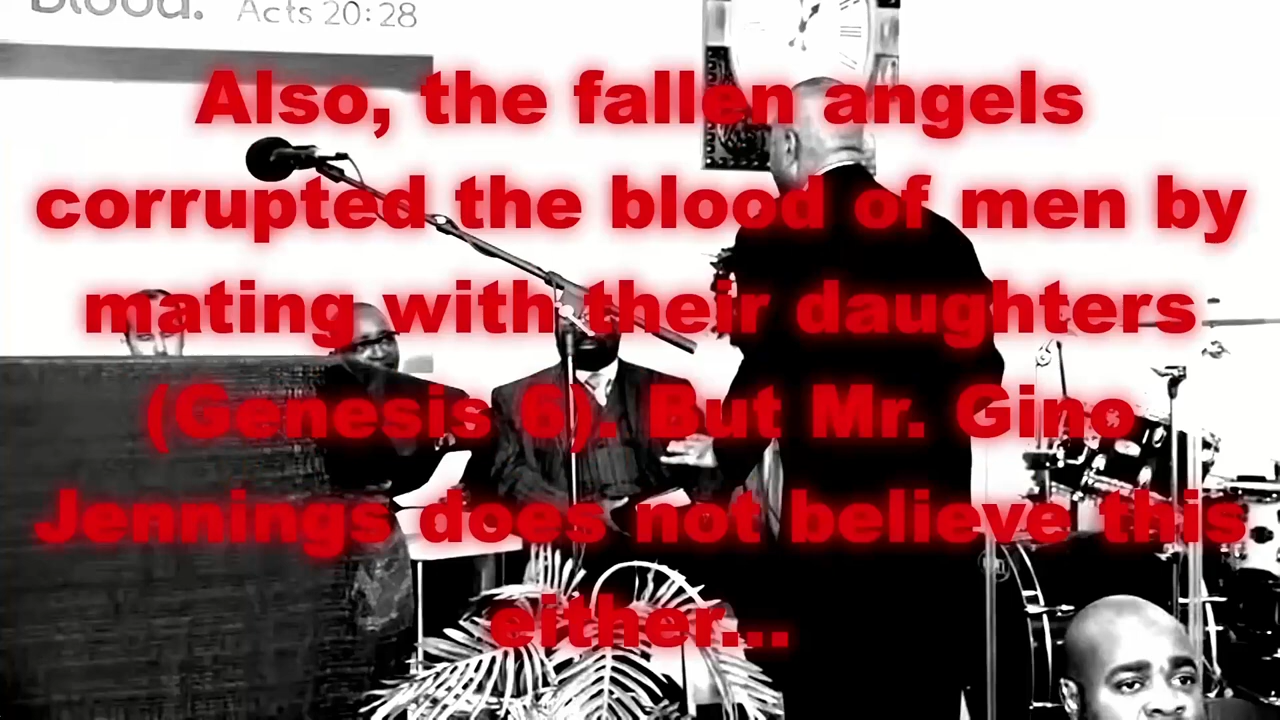 Blood. Acts 20:28
Also, the fallen angels
corrupted the blood of men by
mating with their daughters
(Genesis 6). But Mr. Gino
Jennings does not believe this
either...